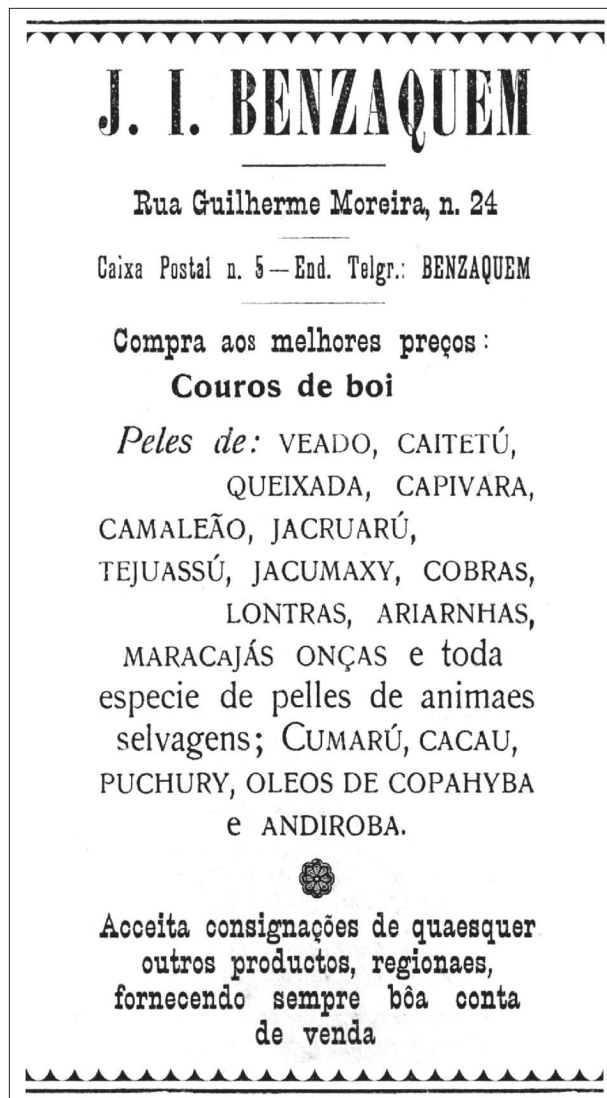 J. I. BENZAQUEM
Rua Guilherme Moreira, n. 24
Caixa Postal n. 5—End. Telgr.: BENZAQUEM
Compra aos melhores preços:
Couros de boi
Peles de: VEADO, CAITETÚ,
QUEIXADA, CAPIVARA,
CAMALEÃO, JACRUARÚ,
TEJUASSÚ, JACUMAXY, COBRAS,
LONTRAS, ARIARNHAS,
MARACAJÁS ONÇAS e toda
especie de pelles de animaes
selvagens; CUMARÚ, CACAU,
PUCHURY, OLEOS DE COPAHYBA
e ANDIROBA.
Acceita consignações de quaesquer
outros productos, regionaes,
fornecendo sempre bôa conta
de venda